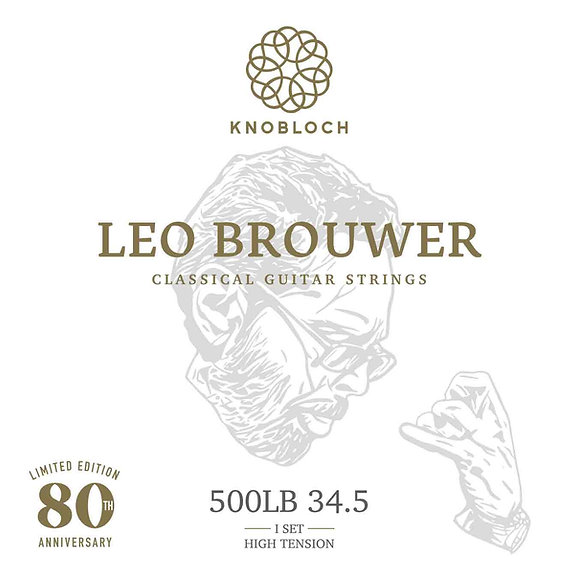 KNOBLOCH
LEO BROUWER
CLASSICAL GUITAR STRINGS
LIMITED EDITION
80TH
ANNIVERSARY
500LB 34.5
1 SET
HIGH TENSION